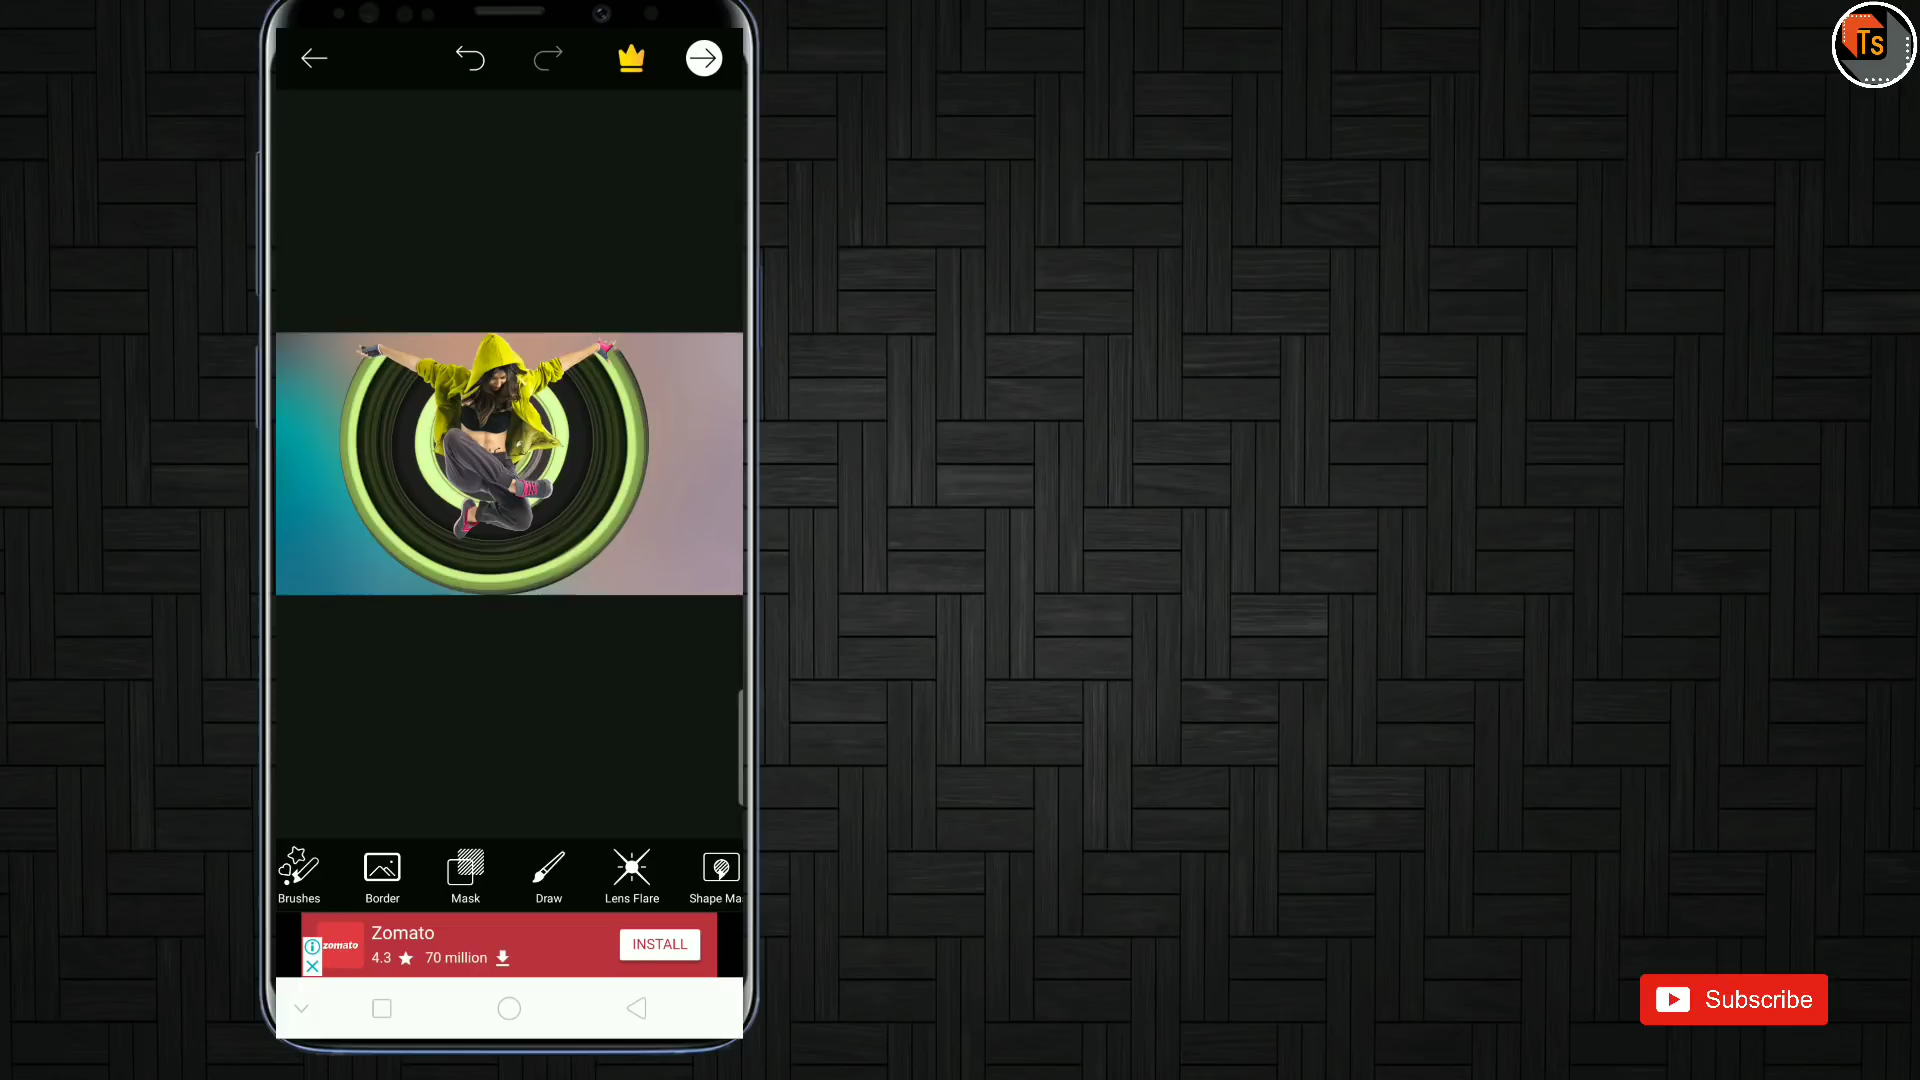 Ts
Brushes
Border
Mask
Draw
Lens Flare
Shape Ma
zomato
Zomato
4.3
70 million
INSTALL
Subscribe